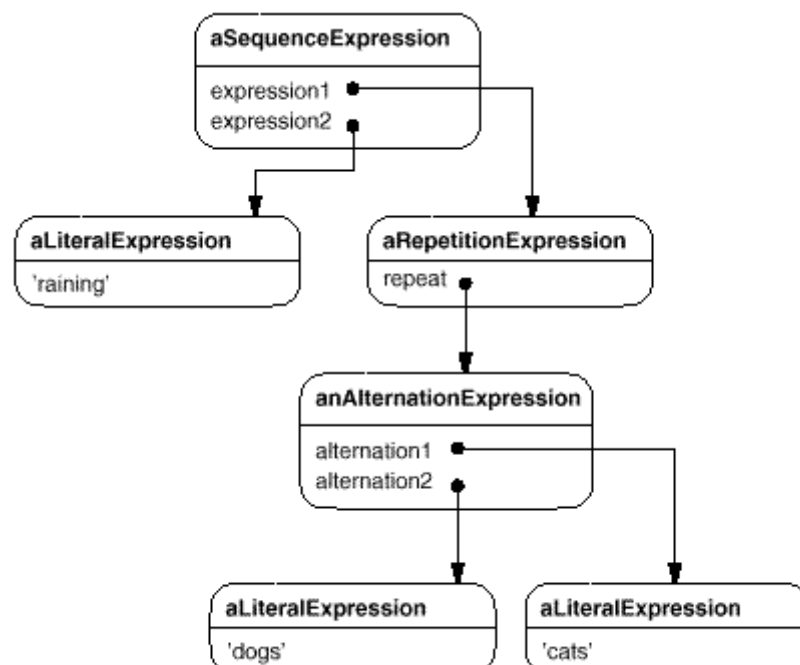 aSequenceExpression
expression1
expression2
aLiteralExpression
'raining'
aRepetitionExpression
repeat
anAlternationExpression
alternation1
alternation2
aLiteralExpression
'dogs'
aLiteralExpression
'cats'